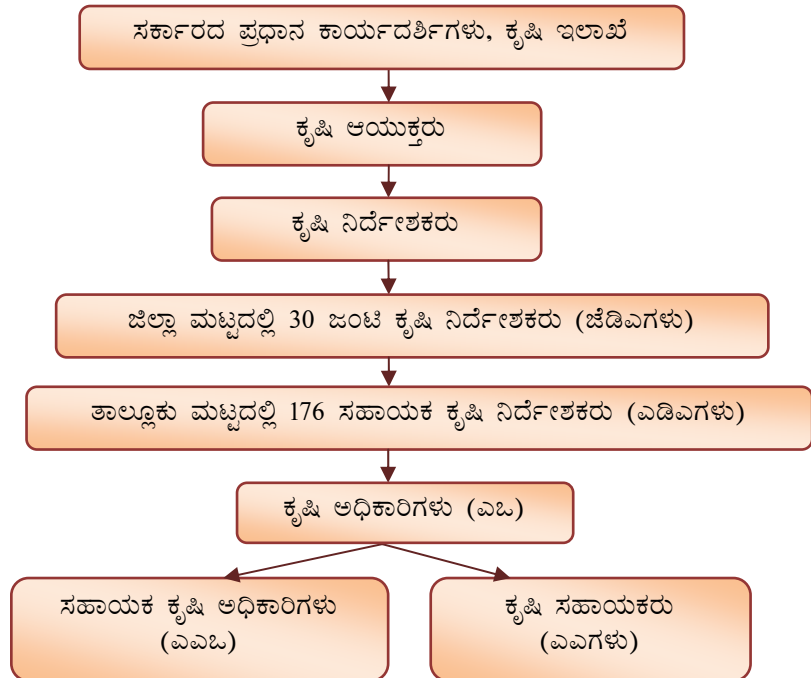 ಸರ್ಕಾರದ ಪ್ರಧಾನ ಕಾರ್ಯದರ್ಶಿಗಳು, ಕೃಷಿ ಇಲಾಖೆ
ಕೃಷಿ ಆಯುಕ್ತರು
ಕೃಷಿ ನಿರ್ದೇಶಕರು
ಜಿಲ್ಲಾ ಮಟ್ಟದಲ್ಲಿ 30 ಜಂಟಿ ಕೃಷಿ ನಿರ್ದೇಶಕರು (ಜೆಡಿಎಗಳು)
ತಾಲ್ಲೂಕು ಮಟ್ಟದಲ್ಲಿ 176 ಸಹಾಯಕ ಕೃಷಿ ನಿರ್ದೇಶಕರು (ಎಡಿಎಗಳು)
ಕೃಷಿ ಅಧಿಕಾರಿಗಳು (ಎಒ)
ಸಹಾಯಕ ಕೃಷಿ ಅಧಿಕಾರಿಗಳು
(ಎಎಒ)
ಕೃಷಿ ಸಹಾಯಕರು
(ಎಎಗಳು)